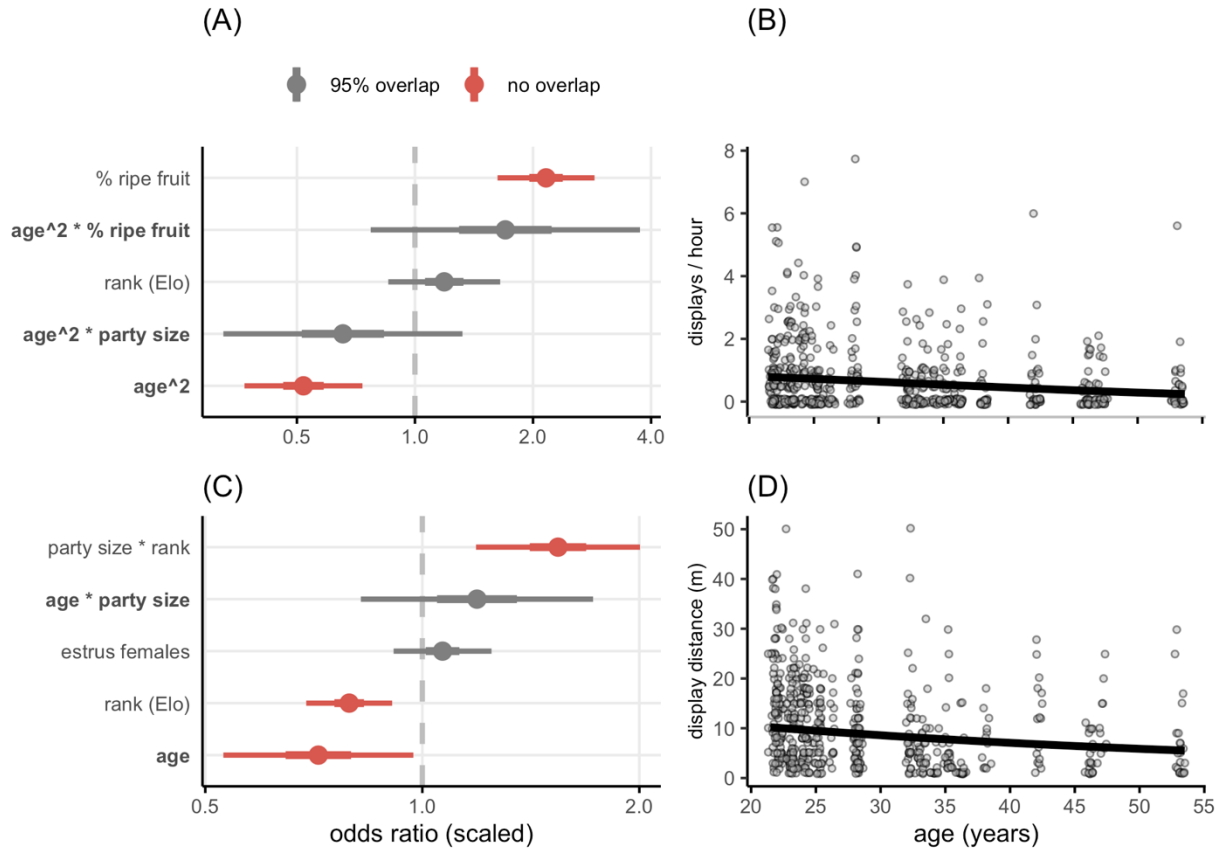 (A)
95% overlap
no overlap
% ripe fruit
age^2 * % ripe fruit
rank (Elo)
age^2 * party size
age^2
0.5 1.0 2.0 4.0
(B)
displays / hour
8
6
4
2
0
(C)
party size * rank
age * party size
estrus females
rank (Elo)
age
0.5 1.0 2.0
odds ratio (scaled)
(D)
display distance (m)
50
40
30
20
10
0
20 25 30 35 40 45 50 55
age (years)